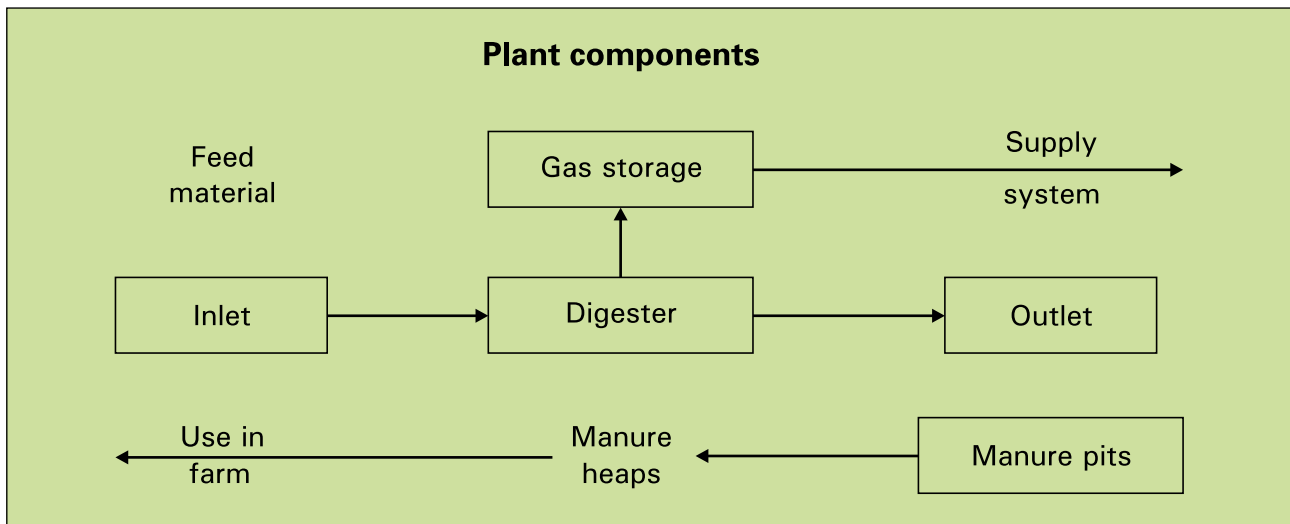 Plant components
Feed
material
Gas storage
Supply
system
Inlet
Digester
Outlet
Use in
farm
Manure
heaps
Manure pits